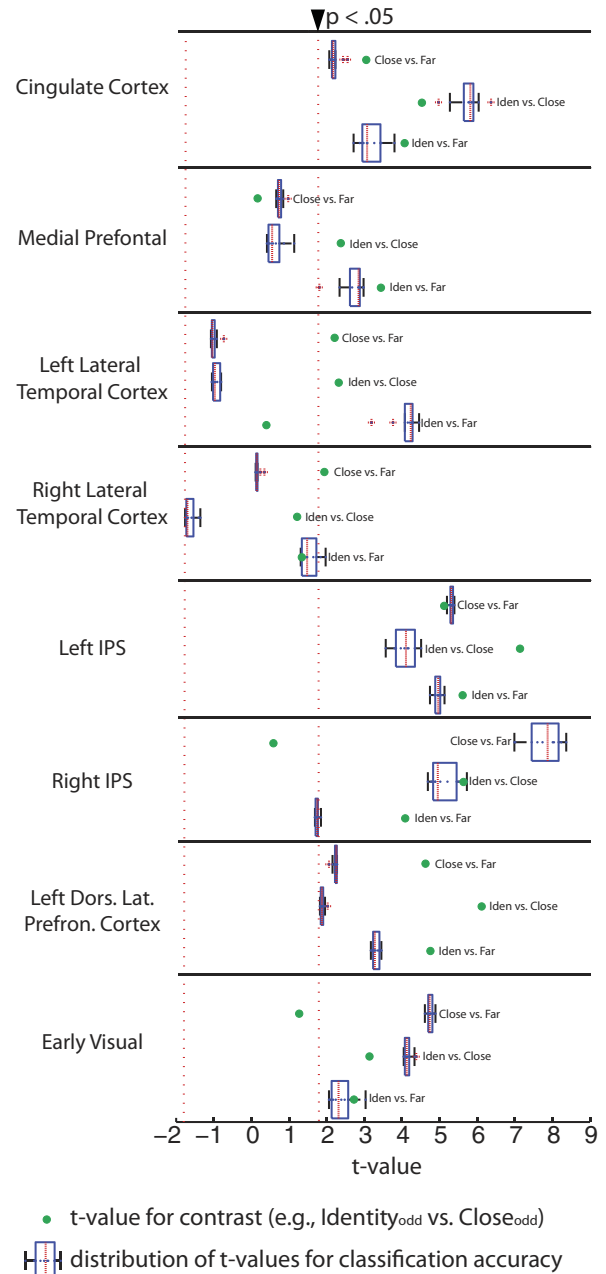 p < .05
Cingulate Cortex
Close vs. Far
Iden vs. Close
Iden vs. Far
Medial Prefontal
Close vs. Far
Iden vs. Close
Iden vs. Far
Left Lateral
Temporal Cortex
Close vs. Far
Iden vs. Close
Iden vs. Far
Right Lateral
Temporal Cortex
Close vs. Far
Iden vs. Close
Iden vs. Far
Left IPS
Close vs. Far
Iden vs. Close
Iden vs. Far
Right IPS
Close vs. Far
Iden vs. Close
Iden vs. Far
Left Dors. Lat.
Prefron. Cortex
Close vs. Far
Iden vs. Close
Iden vs. Far
Early Visual
Close vs. Far
Iden vs. Close
Iden vs. Far
−2 −1 0 1 2 3 4 5 6 7 8 9
t-value
t-value for contrast (e.g., Identityodd vs. Closeodd)
distribution of t-values for classification accuracy